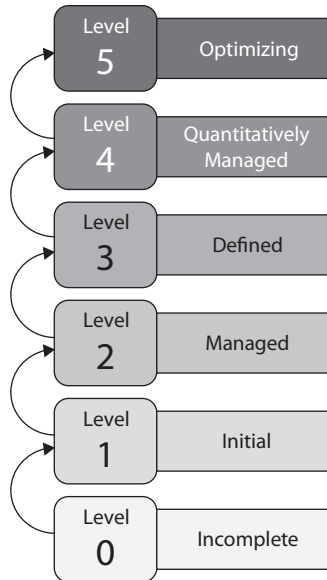 Level
5
Optimizing
Level
4
Quantitatively
Managed
Level
3
Defined
Level
2
Managed
Level
1
Initial
Level
0
Incomplete